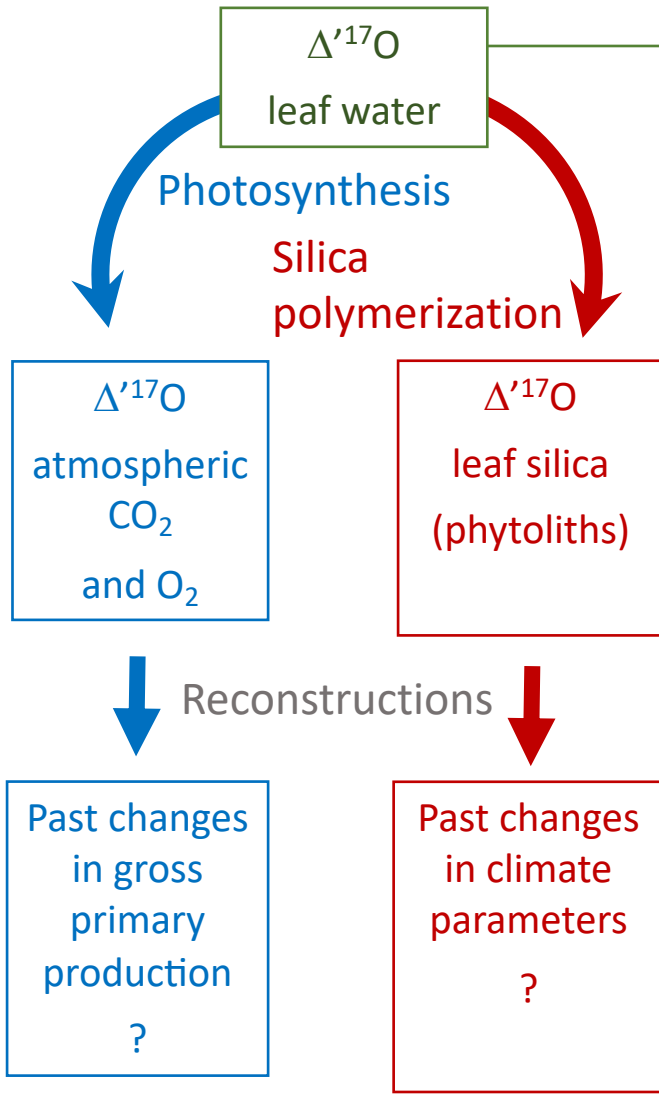 Δ′¹⁷O
leaf water
Photosynthesis
Silica
polymerization
Δ′¹⁷O
atmospheric
CO₂
and O₂
Δ′¹⁷O
leaf silica
(phytoliths)
Reconstructions
Past changes
in gross
primary
production
?
Past changes
in climate
parameters
?